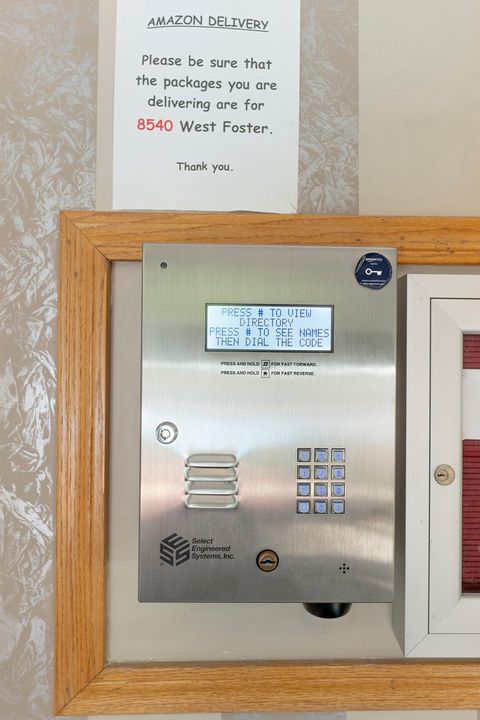 AMAZON DELIVERY
Please be sure that
the packages you are
delivering are for
8540 West Foster.
Thank you.
PRESS # TO VIEW
DIRECTORY
PRESS # TO SEE NAMES
THEN DIAL THE CODE
PRESS AND HOLD # FOR FAST FORWARD.
PRESS AND HOLD * FOR FAST REVERSE.
Select
Engineered
Systems, Inc.